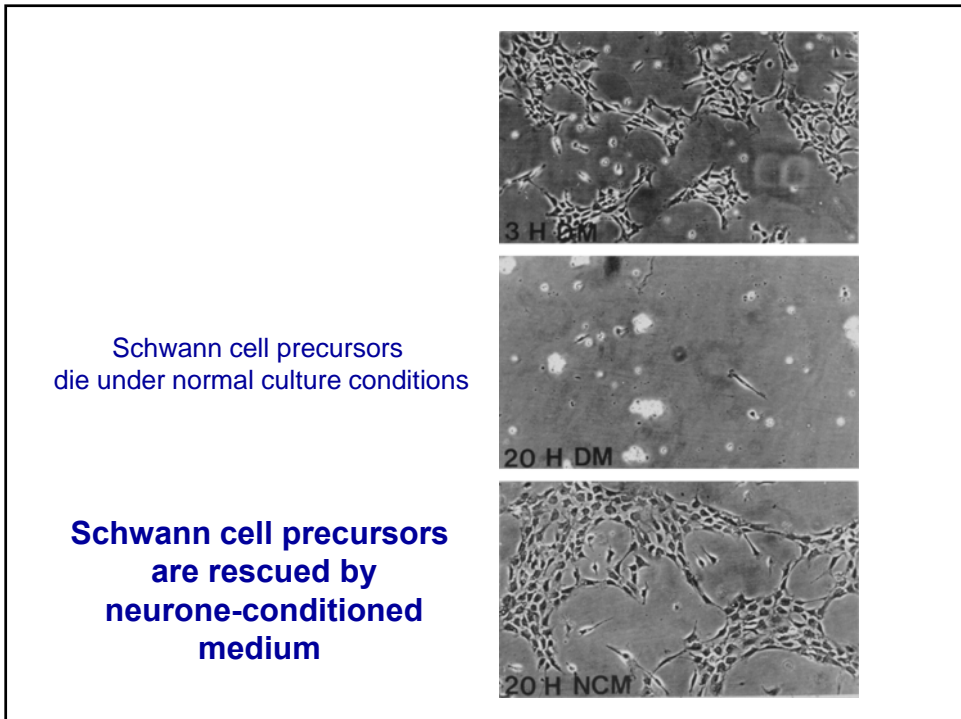 3 H DM
Schwann cell precursors
die under normal culture conditions
20 H DM
Schwann cell precursors
are rescued by
neurone-conditioned
medium
20 H NCM